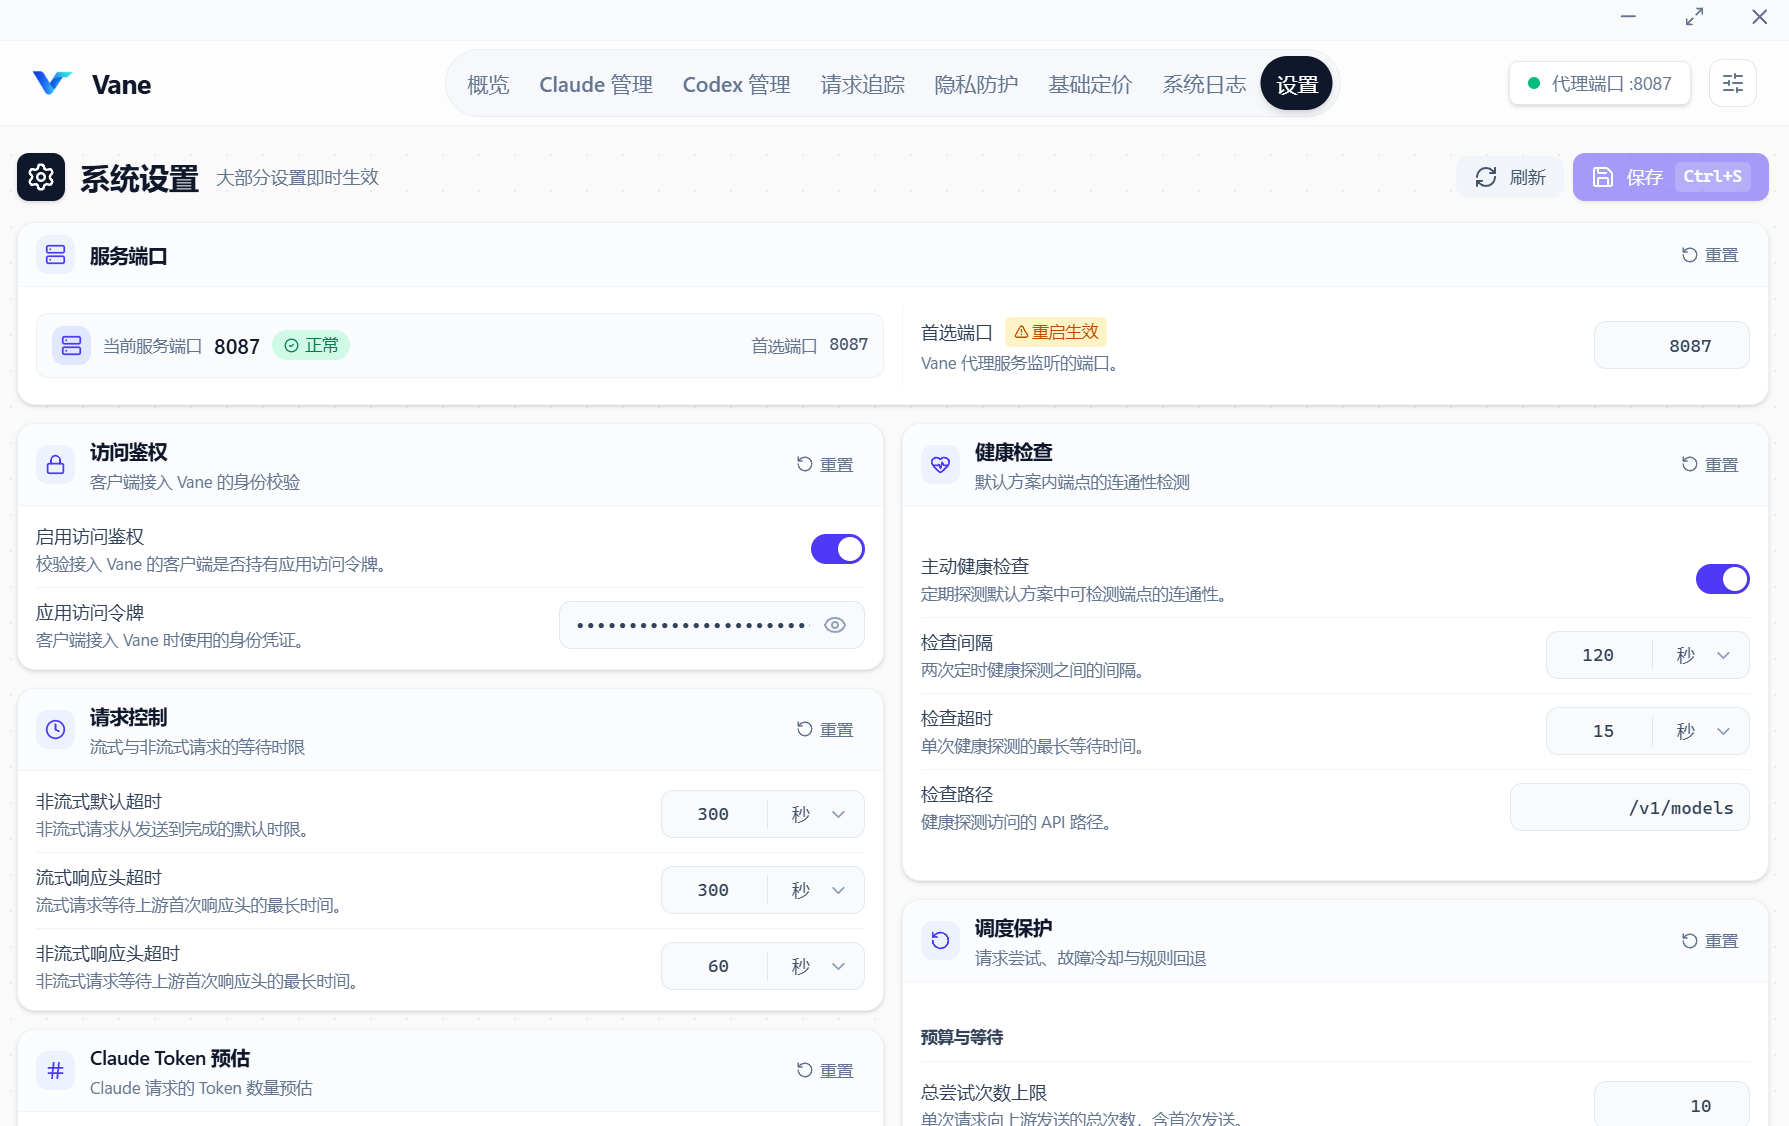 Vane
概览
Claude 管理
Codex 管理
请求追踪
隐私防护
基础定价
系统日志
设置
代理端口 :8087
系统设置
大部分设置即时生效
刷新
保存 Ctrl+S
服务端口
重置
当前服务端口 8087 正常
首选端口 8087
首选端口 重启生效
Vane 代理服务监听的端口。
8087
访问鉴权
客户端接入 Vane 的身份校验
重置
启用访问鉴权
校验接入 Vane 的客户端是否持有应用访问令牌。
应用访问令牌
客户端接入 Vane 时使用的身份凭证。
••••••••••••••••••••••
请求控制
流式与非流式请求的等待时限
重置
非流式默认超时
非流式请求从发送到完成的默认时限。
300 秒
流式响应头超时
流式请求等待上游首次响应头的最长时间。
300 秒
非流式响应头超时
非流式请求等待上游首次响应头的最长时间。
60 秒
Claude Token 预估
Claude 请求的 Token 数量预估
重置
健康检查
默认方案内端点的连通性检测
重置
主动健康检查
定期探测默认方案中可检测端点的连通性。
检查间隔
两次定时健康探测之间的间隔。
120 秒
检查超时
单次健康探测的最长等待时间。
15 秒
检查路径
健康探测访问的 API 路径。
/v1/models
调度保护
请求尝试、故障冷却与规则回退
重置
预算与等待
总尝试次数上限
单次请求向上游发送的总次数，含首次发送。
10